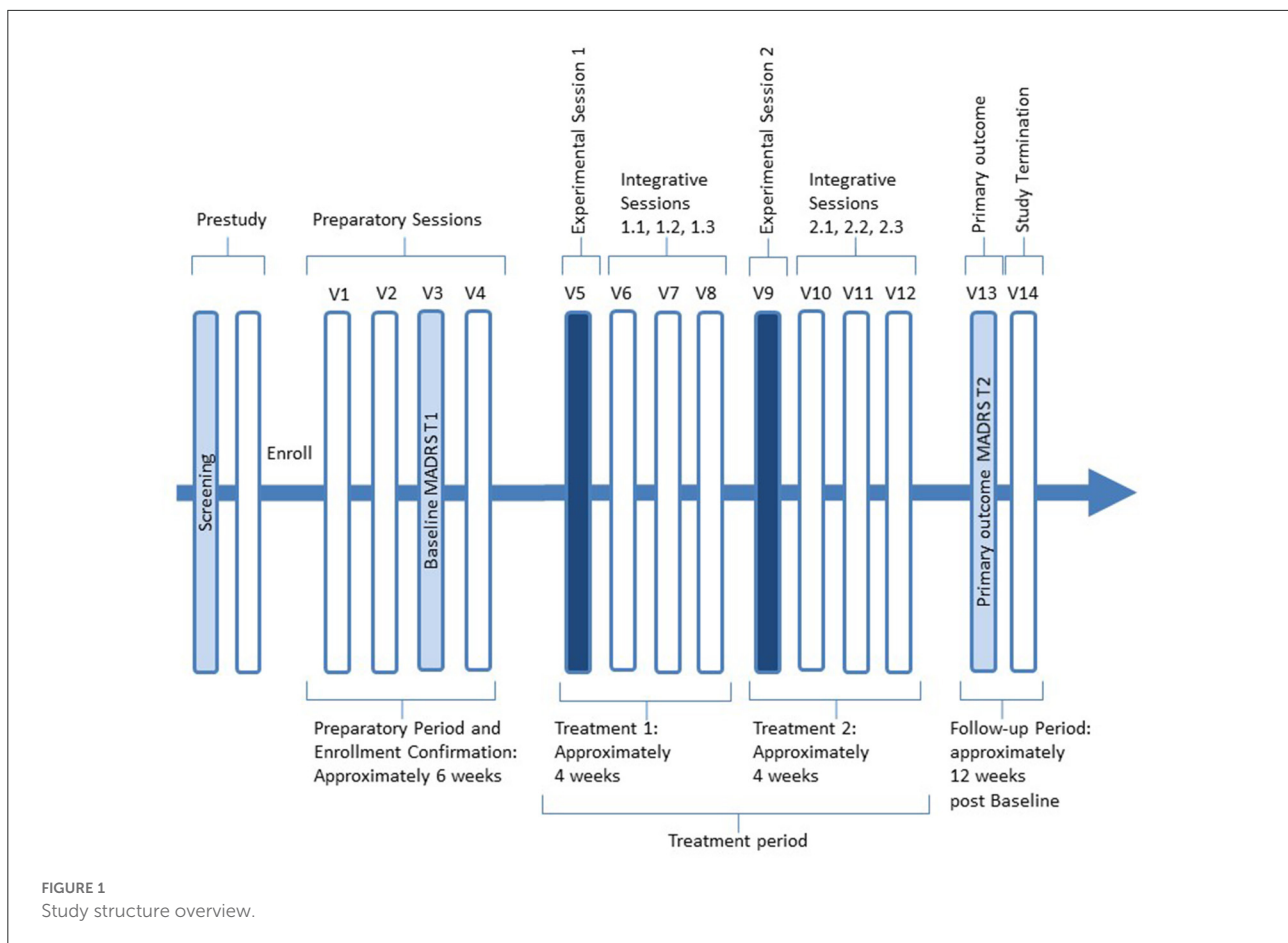 Experimental Session 1
Experimental Session 2
Primary outcome
Study Termination
Prestudy
Preparatory Sessions
Integrative
Sessions
1.1, 1.2, 1.3
Integrative
Sessions
2.1, 2.2, 2.3
V1 V2 V3 V4 V5 V6 V7 V8 V9 V10 V11 V12 V13 V14
Screening
Enroll
Baseline MADRS T1
Primary outcome MADRS T2
Preparatory Period and
Enrollment Confirmation:
Approximately 6 weeks
Treatment 1:
Approximately
4 weeks
Treatment 2:
Approximately
4 weeks
Follow-up Period:
approximately
12 weeks
post Baseline
Treatment period
FIGURE 1
Study structure overview.